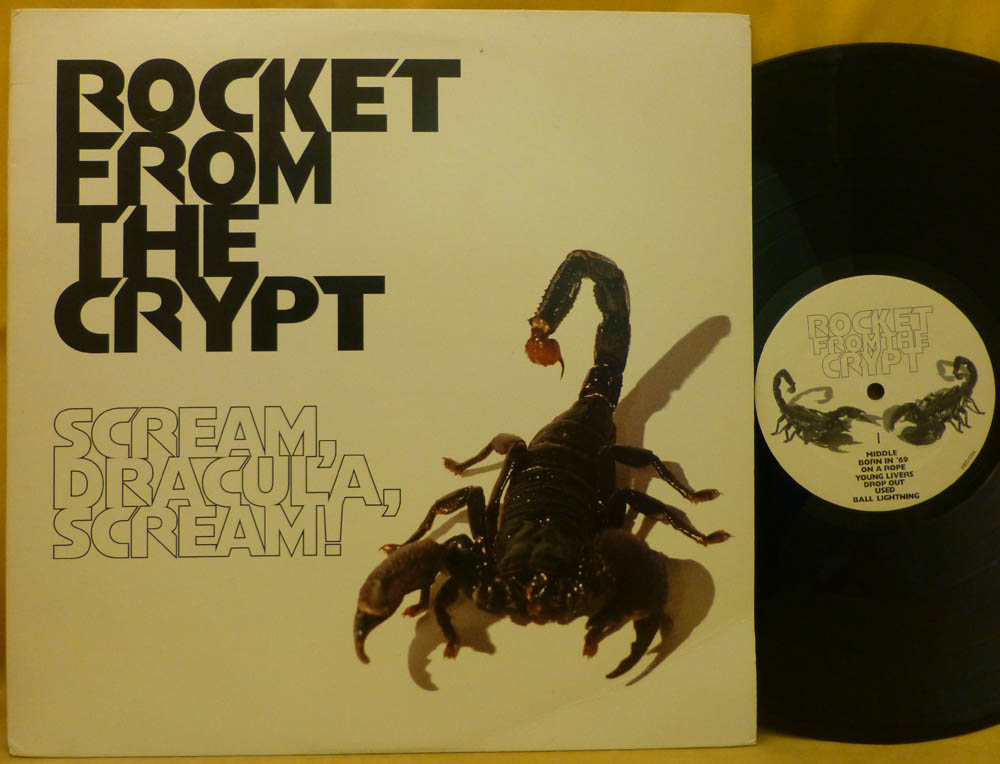 ROCKET
FROM
THE
CRYPT
SCREAM,
DRACULA,
SCREAM!
ROCKET
FROM THE
CRYPT
I
MIDDLE
BORN IN '69
ON A ROPE
YOUNG LIVERS
DROP OUT
USED
BALL LIGHTNING